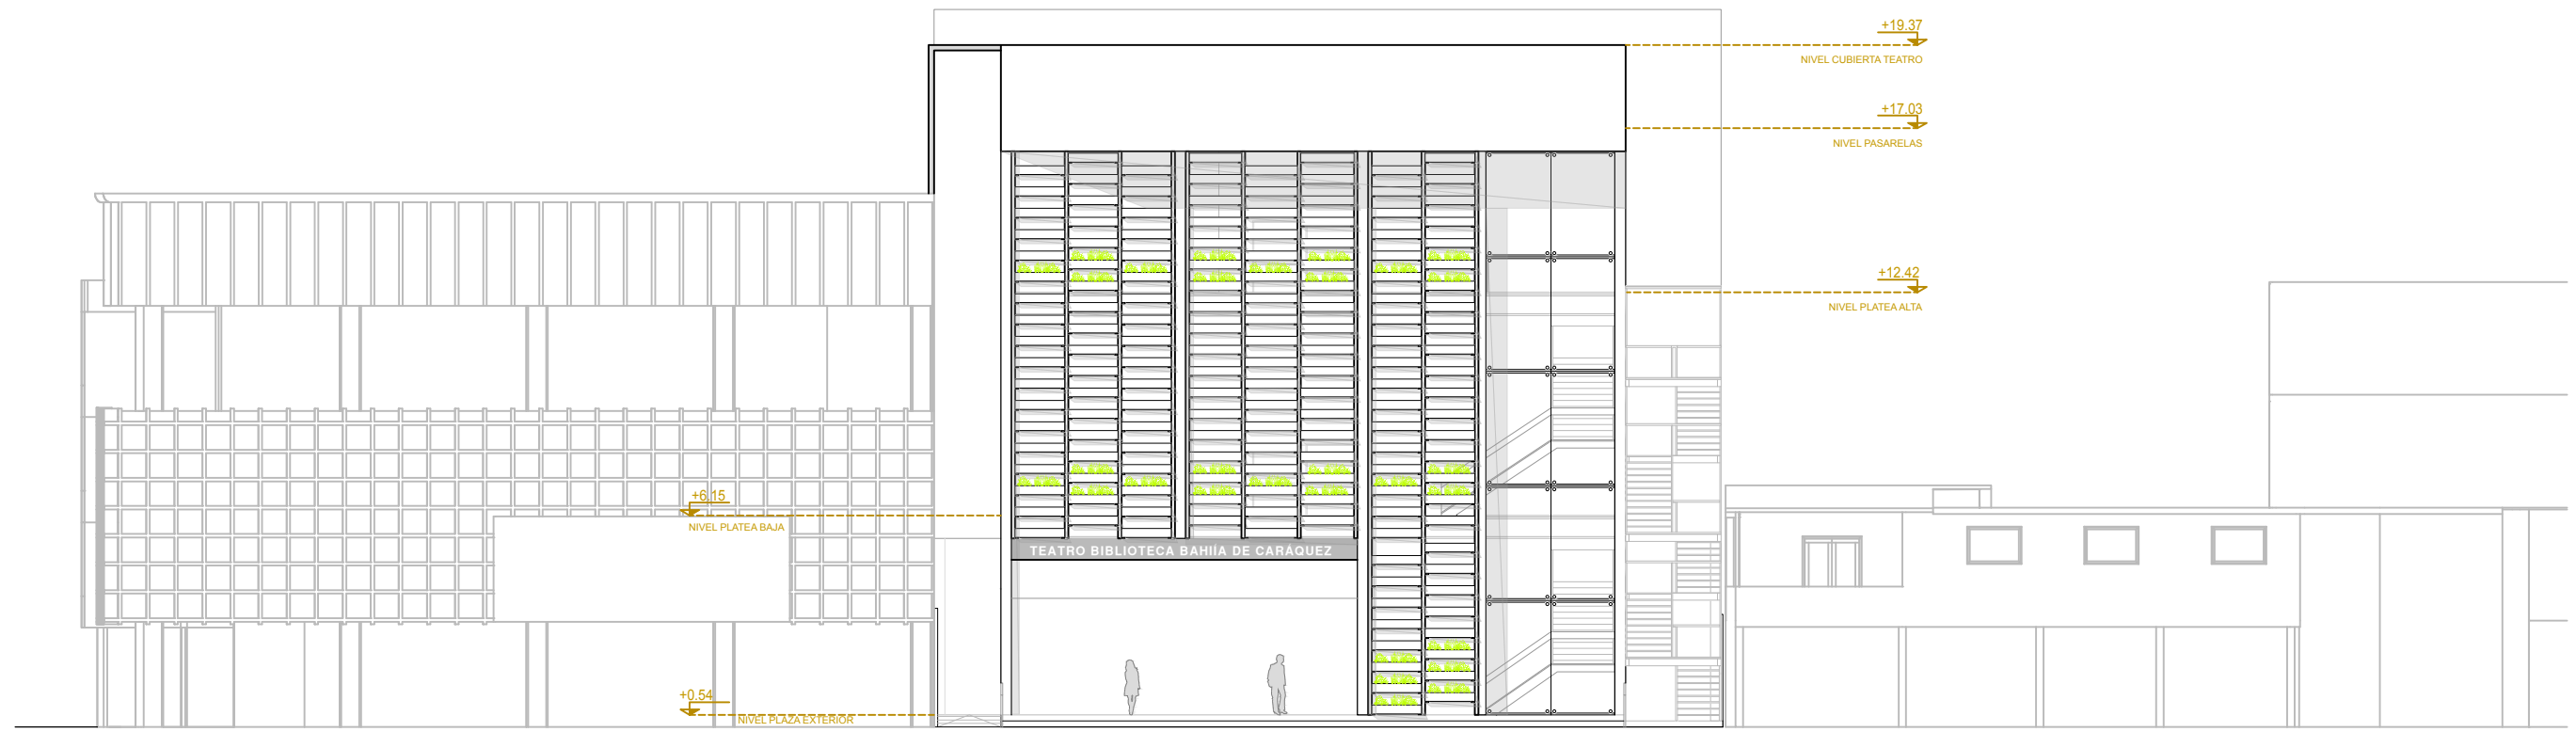 +19.37
NIVEL CUBIERTA TEATRO
+17.03
NIVEL PASARELAS
+12.42
NIVEL PLATEA ALTA
+6.15
NIVEL PLATEA BAJA
TEATRO BIBLIOTECA BAHIÍA DE CARÁQUEZ
+0.54
NIVEL PLAZA EXTERIOR